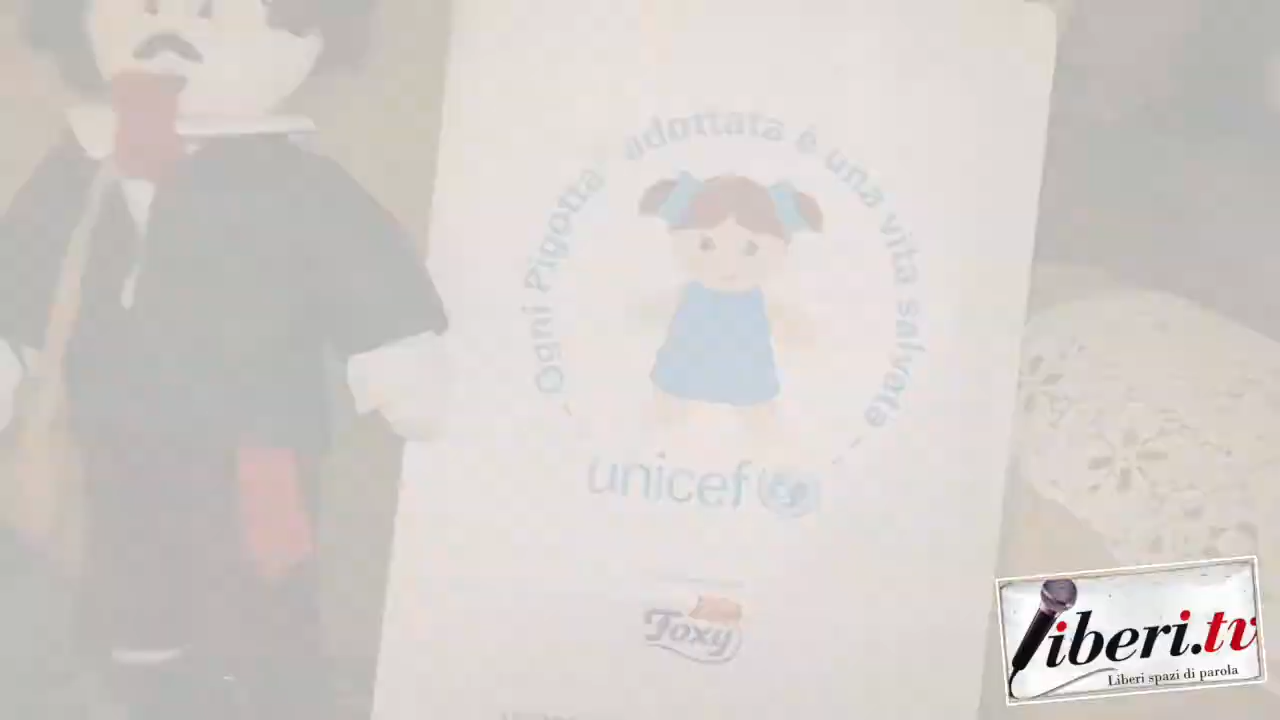 Ogni Pigotta adottata è una vita salvata
unicef
Foxy
liberi.tv
Liberi spazi di parola